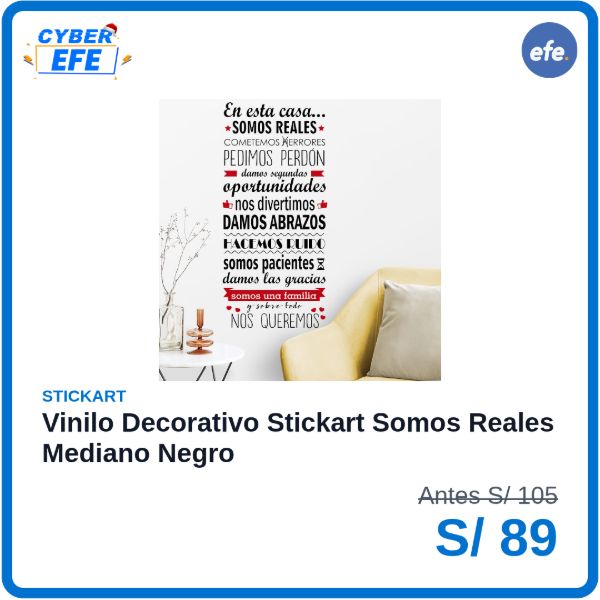 CYBER
EFE
efe.
En esta casa...
SOMOS REALES
COMETEMOS ERRORES
PEDIMOS PERDÓN
damos segundas
oportunidades
nos divertimos
DAMOS ABRAZOS
HACEMOS RUIDO
somos pacientes
damos las gracias
somos una familia
y sobre todo
NOS QUEREMOS
STICKART
Vinilo Decorativo Stickart Somos Reales
Mediano Negro
Antes S/ 105
S/ 89